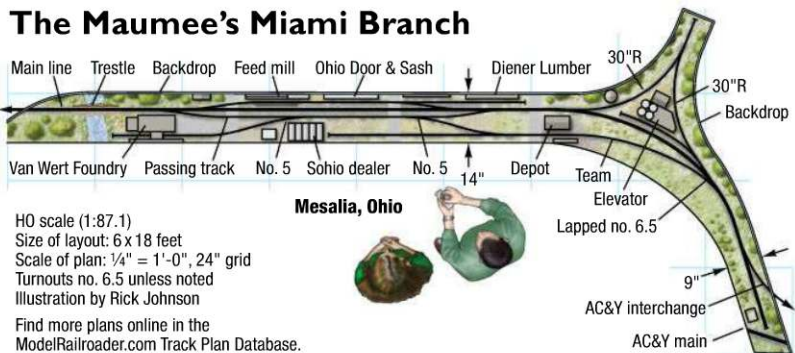 The Maumee's Miami Branch
Main line
Trestle
Backdrop
Feed mill
Ohio Door & Sash
Diener Lumber
30"R
30"R
Backdrop
Van Wert Foundry
Passing track
No. 5
Sohio dealer
No. 5
14"
Depot
Team
Elevator
Lapped no. 6.5
Mesalia, Ohio
9"
AC&Y interchange
AC&Y main
HO scale (1:87.1)
Size of layout: 6 x 18 feet
Scale of plan: ¼" = 1'-0", 24" grid
Turnouts no. 6.5 unless noted
Illustration by Rick Johnson
Find more plans online in the
ModelRailroader.com Track Plan Database.